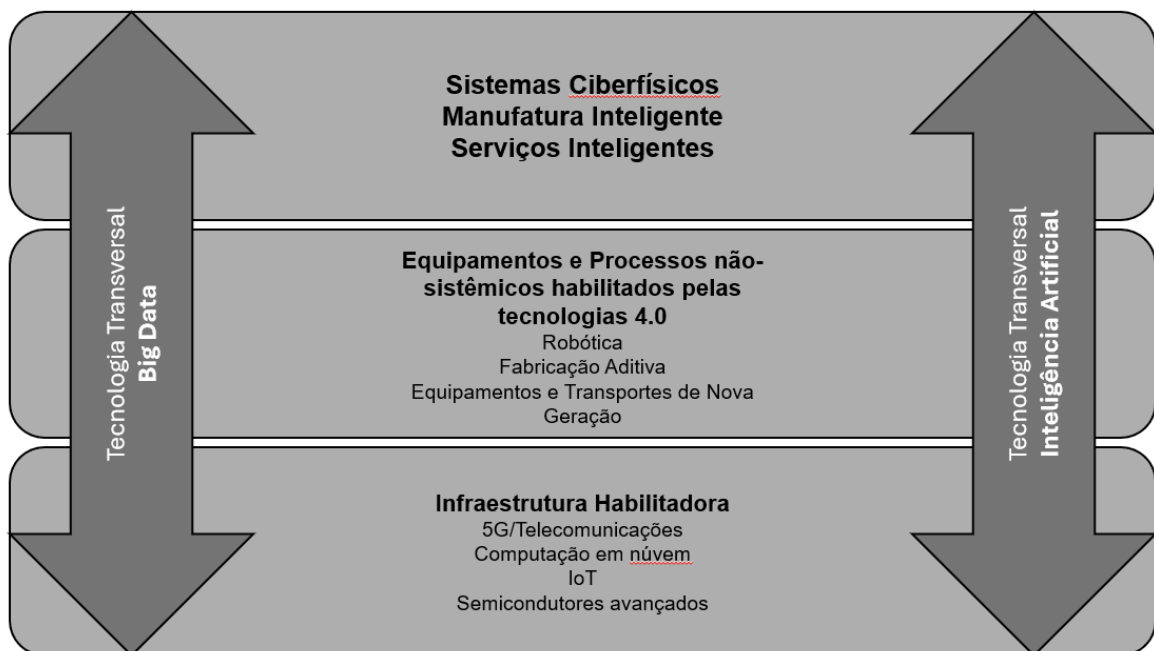 Sistemas Ciberfísicos
Manufatura Inteligente
Serviços Inteligentes
Tecnologia Transversal
Big Data
Tecnologia Transversal
Inteligência Artificial
Equipamentos e Processos não-
sistêmicos habilitados pelas
tecnologias 4.0
Robótica
Fabricação Aditiva
Equipamentos e Transportes de Nova
Geração
Infraestrutura Habilitadora
5G/Telecomunicações
Computação em núvem
IoT
Semicondutores avançados